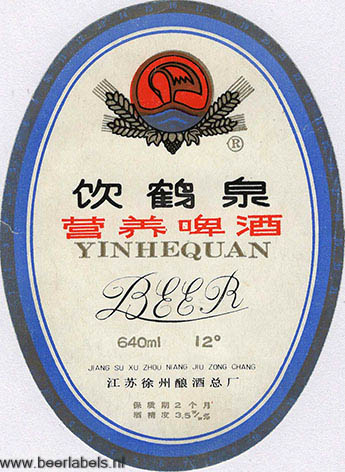 ®
饮鹤泉
营养啤酒
YINHEQUAN
BEER
640ml 12°
JIANG SU XU ZHOU NIANG JIU ZONG CHANG
江苏徐州酿酒总厂
保质期2个月
酒精度3.5%
www.beerlabels.nl